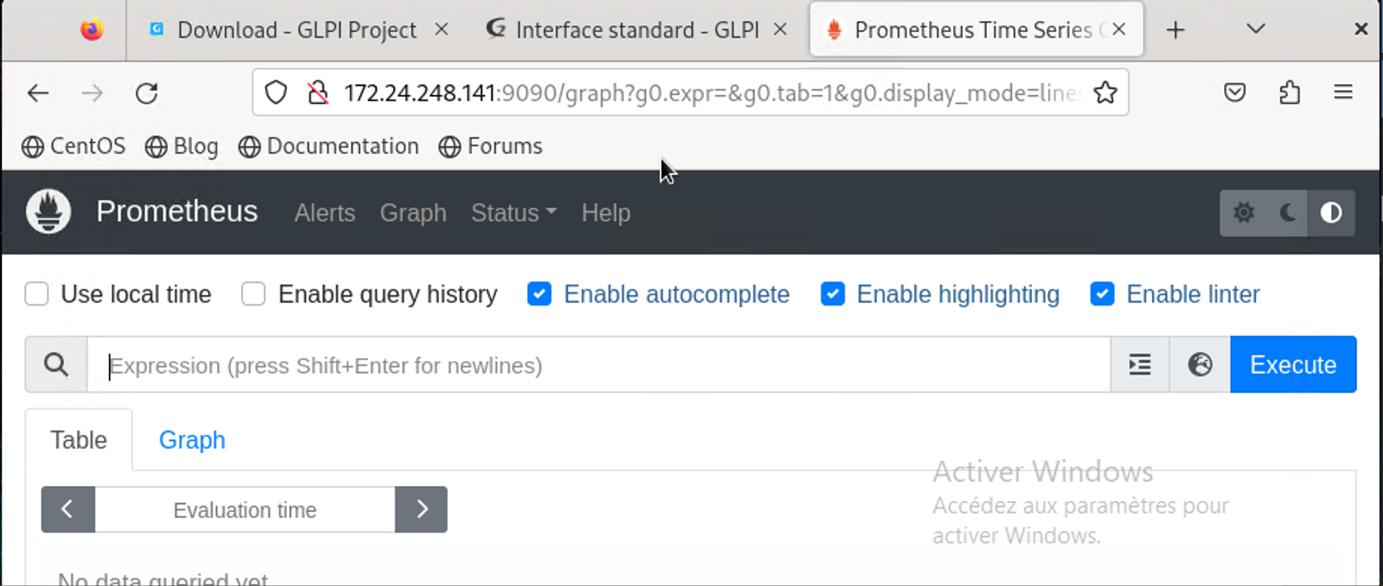 Download - GLPI Project
Interface standard - GLPI
Prometheus Time Series
172.24.248.141:9090/graph?g0.expr=&g0.tab=1&g0.display_mode=line
CentOS Blog Documentation Forums
Prometheus Alerts Graph Status Help
Use local time Enable query history Enable autocomplete Enable highlighting Enable linter
Expression (press Shift+Enter for newlines) Execute
Table Graph
Activer Windows
Accédez aux paramètres pour
activer Windows.
Evaluation time
No data queried yet